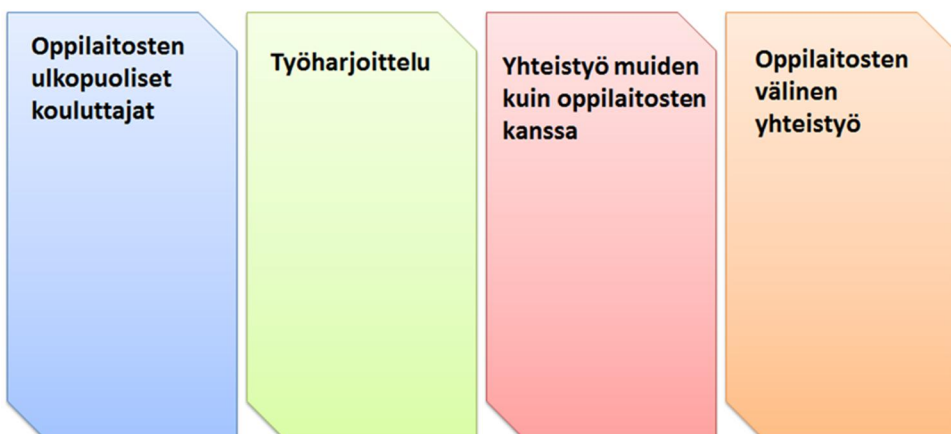 Oppilaitosten
ulkopuoliset
kouluttajat
Työharjoittelu
Yhteistyö muiden
kuin oppilaitosten
kanssa
Oppilaitosten
välinen
yhteistyö